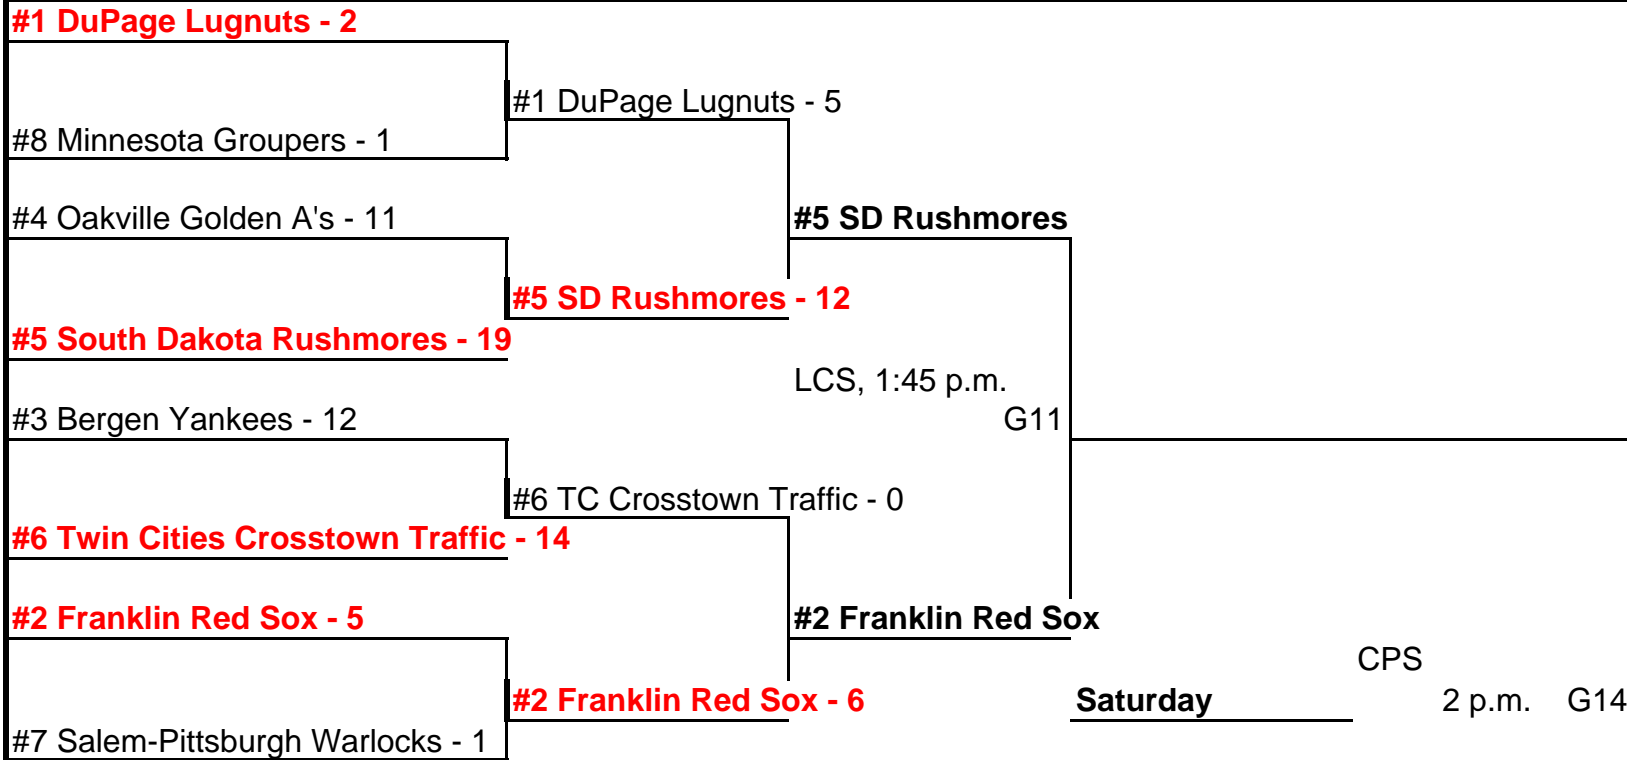 #1 DuPage Lugnuts - 2
#1 DuPage Lugnuts - 5
#8 Minnesota Groupers - 1
#4 Oakville Golden A's - 11
#5 SD Rushmores
#5 SD Rushmores - 12
#5 South Dakota Rushmores - 19
LCS, 1:45 p.m.
#3 Bergen Yankees - 12
G11
#6 TC Crosstown Traffic - 0
#6 Twin Cities Crosstown Traffic - 14
#2 Franklin Red Sox - 5
#2 Franklin Red Sox
CPS
#2 Franklin Red Sox - 6
Saturday
2 p.m.
G14
#7 Salem-Pittsburgh Warlocks - 1